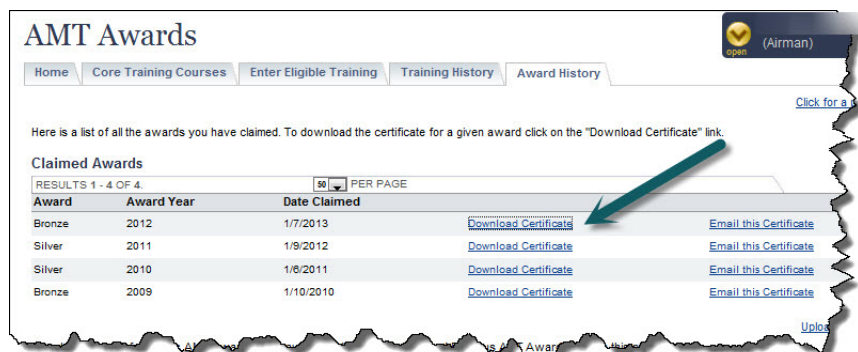 AMT Awards
open (Airman)
Home Core Training Courses Enter Eligible Training Training History Award History
Click for a
Here is a list of all the awards you have claimed. To download the certificate for a given award click on the "Download Certificate" link.
Claimed Awards
RESULTS 1 - 4 OF 4. 50 PER PAGE
Award Award Year Date Claimed
Bronze 2012 1/7/2013 Download Certificate Email this Certificate
Silver 2011 1/9/2012 Download Certificate Email this Certificate
Silver 2010 1/6/2011 Download Certificate Email this Certificate
Bronze 2009 1/10/2010 Download Certificate Email this Certificate